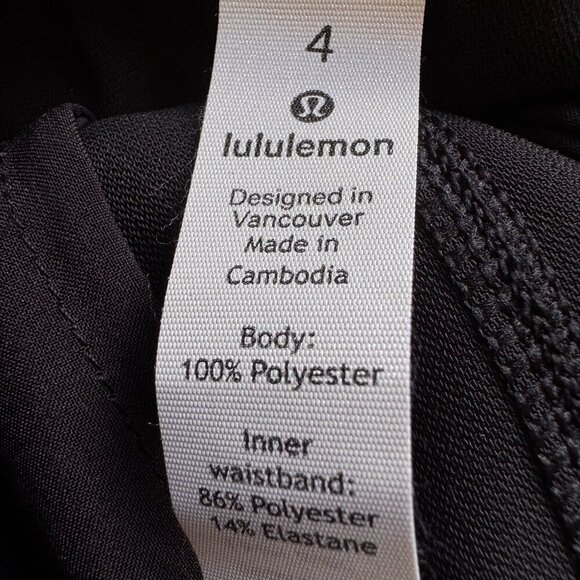 4
lululemon
Designed in
Vancouver
Made in
Cambodia
Body:
100% Polyester
Inner
waistband:
86% Polyester
14% Elastane